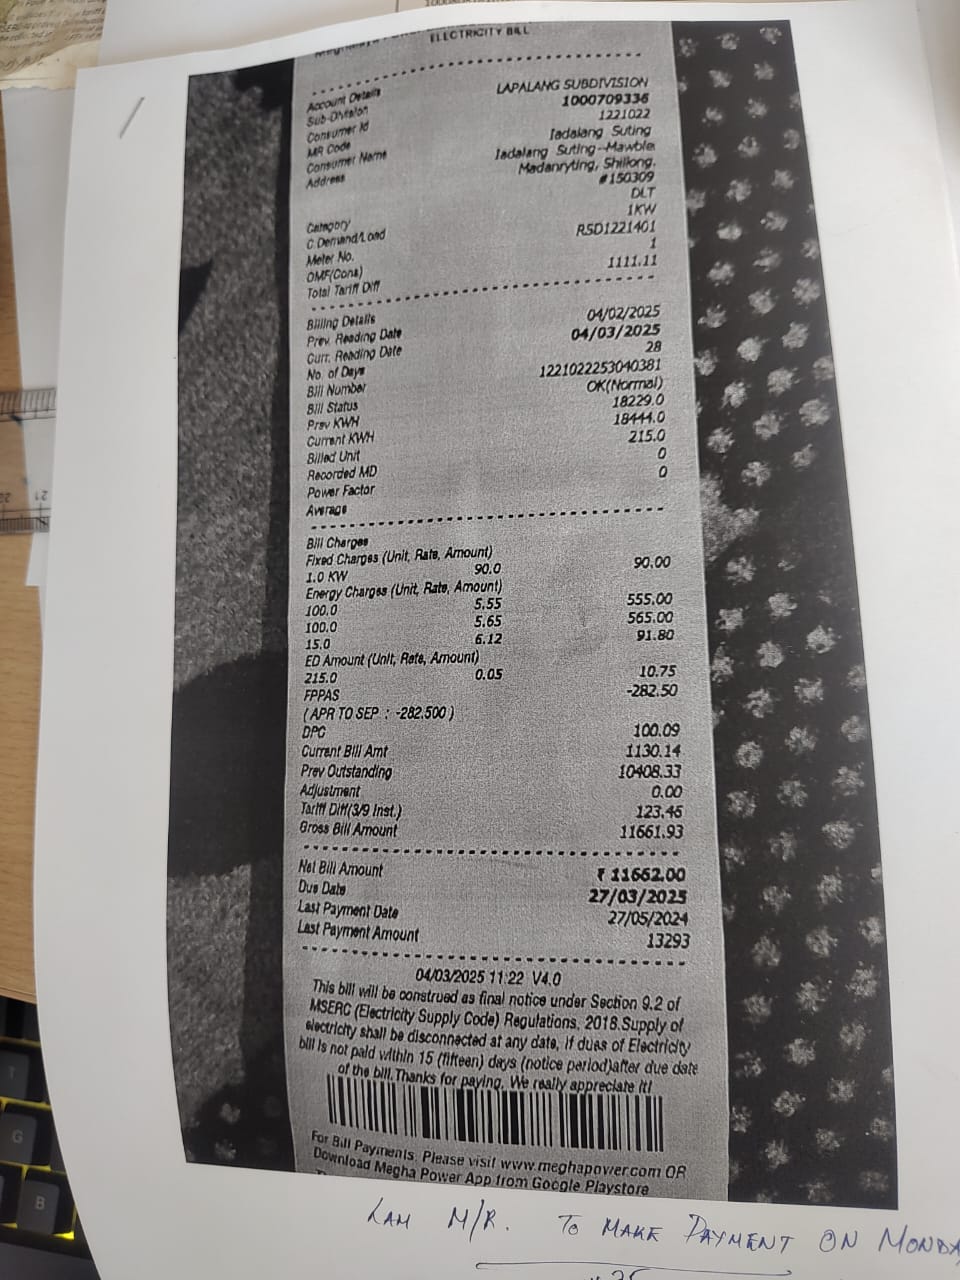 ELECTRICITY BILL
Account Details
Sub-Division LAPALANG SUBDIVISION
Consumer Id 1000709336
MR Code 1221022
Consumer Name Iadalang Suting
Address Iadalang Suting--Mawblei
Madanryting, Shillong.
#150309
Category DLT
C.Demand/Load 1KW
Meter No. RSD1221401
OMF(Cons) 1
Total Tariff Diff 1111.11
Billing Details
Prev. Reading Date 04/02/2025
Curr. Reading Date 04/03/2025
No. of Days 28
Bill Number 1221022253040381
Bill Status OK(Normal)
Prev KWH 18229.0
Current KWH 18444.0
Billed Unit 215.0
Recorded MD 0
Power Factor 0
Average
Bill Charges
Fixed Charges (Unit, Rate, Amount)
1.0 KW 90.0 90.00
Energy Charges (Unit, Rate, Amount)
100.0 5.55 555.00
100.0 5.65 565.00
15.0 6.12 91.80
ED Amount (Unit, Rate, Amount)
215.0 0.05 10.75
FPPAS -282.50
( APR TO SEP : -282.500 )
DPC 100.09
Current Bill Amt 1130.14
Prev Outstanding 10408.33
Adjustment 0.00
Tariff Diff(3/9 Inst.) 123.46
Gross Bill Amount 11661.93
Net Bill Amount ₹ 11662.00
Due Date 27/03/2025
Last Payment Date 27/05/2024
Last Payment Amount 13293
04/03/2025 11:22 V4.0
This bill will be construed as final notice under Section 9.2 of
MSERC (Electricity Supply Code) Regulations, 2018.Supply of
electricity shall be disconnected at any date, if dues of Electricity
bill is not paid within 15 (fifteen) days (notice period)after due date
of the bill.Thanks for paying, We really appreciate it!
For Bill Payments: Please visit www.meghapower.com OR
Download Megha Power App from Google Playstore
M/R. TO MAKE PAYMENT ON